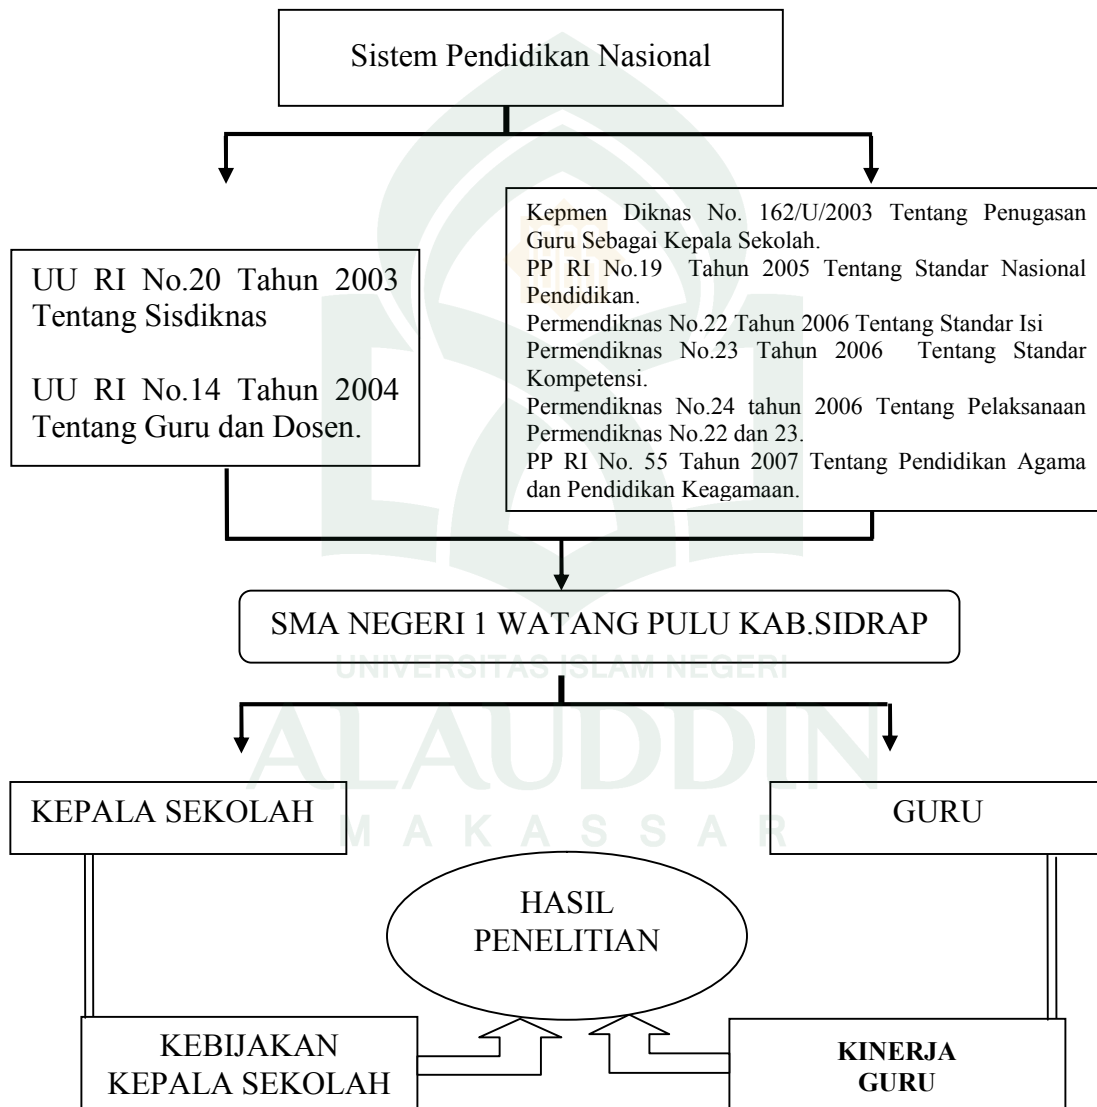 Sistem Pendidikan Nasional
UU RI No.20 Tahun 2003
Tentang Sisdiknas
UU RI No.14 Tahun 2004
Tentang Guru dan Dosen.
Kepmen Diknas No. 162/U/2003 Tentang Penugasan
Guru Sebagai Kepala Sekolah.
PP RI No.19 Tahun 2005 Tentang Standar Nasional
Pendidikan.
Permendiknas No.22 Tahun 2006 Tentang Standar Isi
Permendiknas No.23 Tahun 2006 Tentang Standar
Kompetensi.
Permendiknas No.24 tahun 2006 Tentang Pelaksanaan
Permendiknas No.22 dan 23.
PP RI No. 55 Tahun 2007 Tentang Pendidikan Agama
dan Pendidikan Keagamaan.
SMA NEGERI 1 WATANG PULU KAB.SIDRAP
UNIVERSITAS ISLAM NEGERI
ALAUDDIN
MAKASSAR
KEPALA SEKOLAH
GURU
HASIL
PENELITIAN
KEBIJAKAN
KEPALA SEKOLAH
KINERJA
GURU